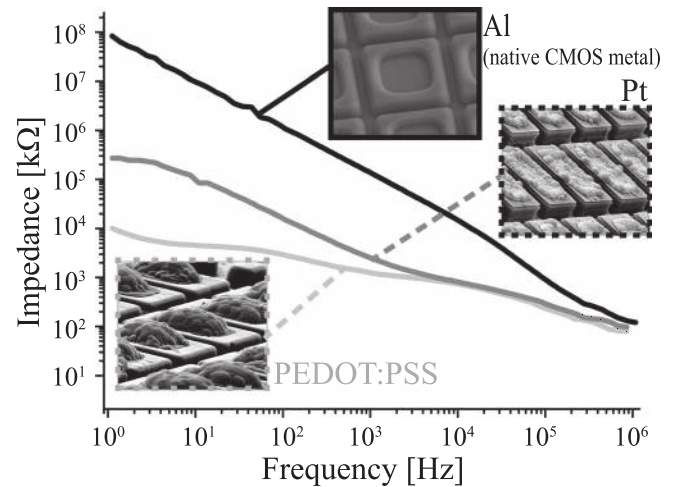 Impedance [kΩ]
10⁸
10⁷
10⁶
10⁵
10⁴
10³
10²
10¹
Al
(native CMOS metal)
Pt
PEDOT:PSS
10⁰ 10¹ 10² 10³ 10⁴ 10⁵ 10⁶
Frequency [Hz]